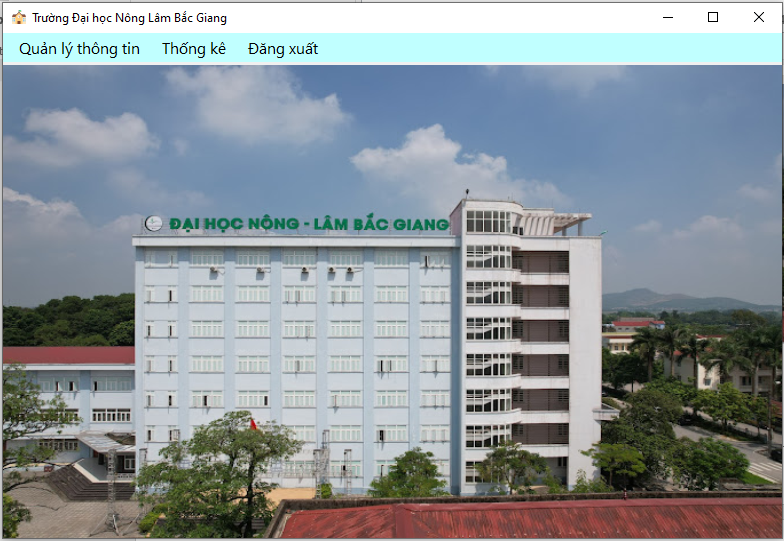 Trường Đại học Nông Lâm Bắc Giang
Quản lý thông tin Thống kê Đăng xuất
ĐẠI HỌC NÔNG - LÂM BẮC GIANG